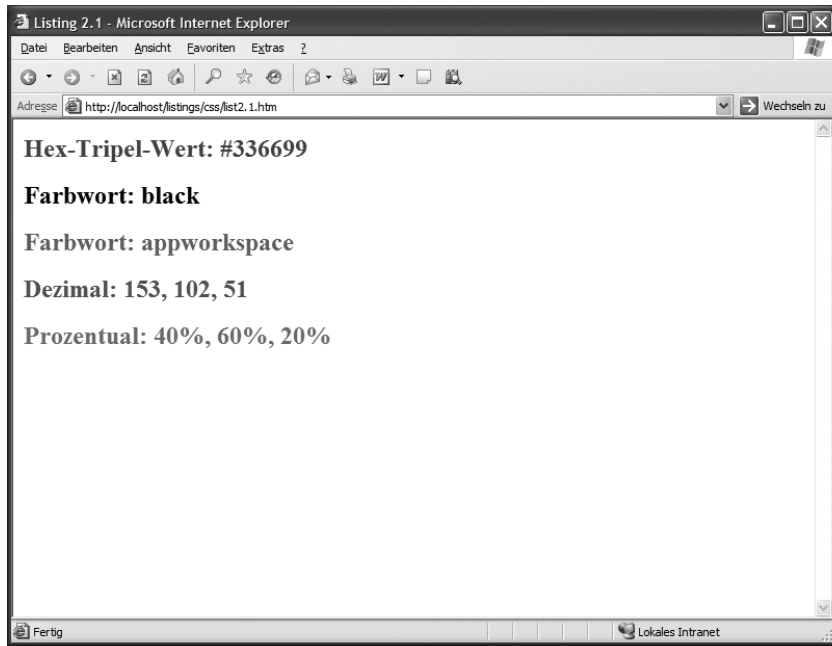 Listing 2.1 - Microsoft Internet Explorer
Datei Bearbeiten Ansicht Favoriten Extras ?
Adresse http://localhost/listings/css/list2.1.htm Wechseln zu
Hex-Tripel-Wert: #336699
Farbwort: black
Farbwort: appworkspace
Dezimal: 153, 102, 51
Prozentual: 40%, 60%, 20%
Fertig Lokales Intranet